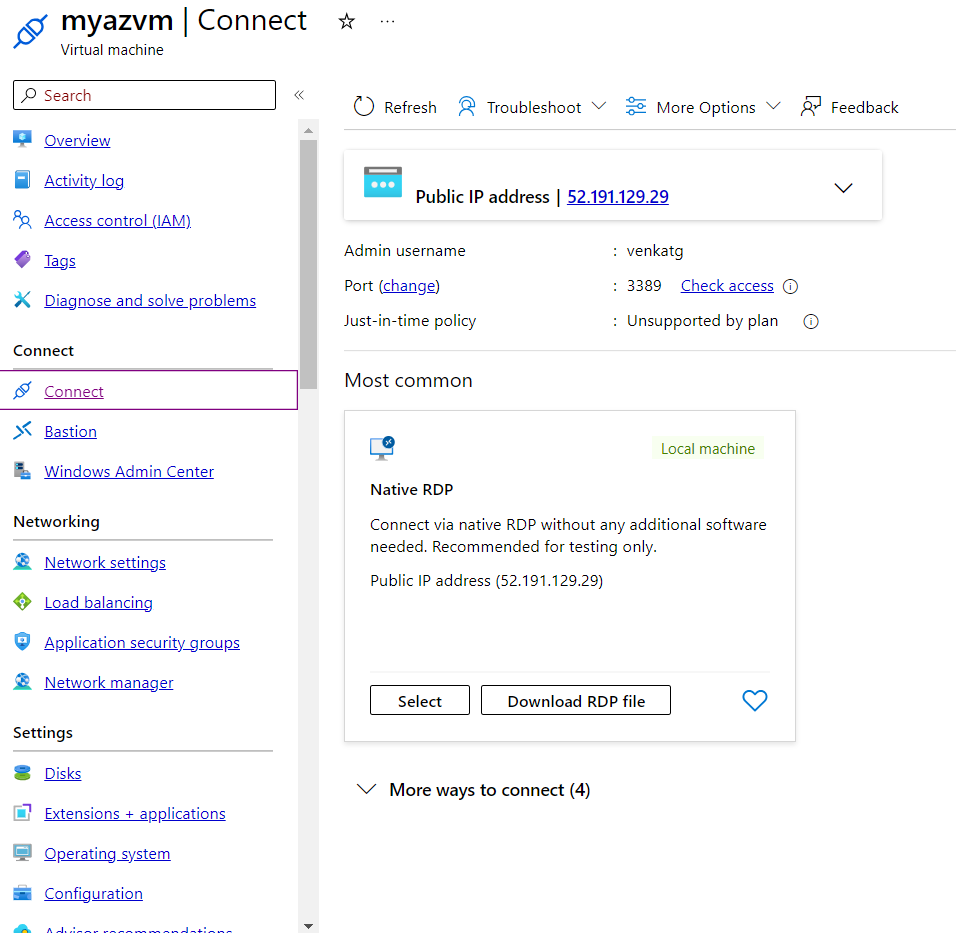 myazvm | Connect
Virtual machine
Search
Overview
Activity log
Access control (IAM)
Tags
Diagnose and solve problems
Connect
Connect
Bastion
Windows Admin Center
Networking
Network settings
Load balancing
Application security groups
Network manager
Settings
Disks
Extensions + applications
Operating system
Configuration
Advisor recommendations
Refresh Troubleshoot More Options Feedback
Public IP address | 52.191.129.29
Admin username : venkatg
Port (change) : 3389 Check access
Just-in-time policy : Unsupported by plan
Most common
Local machine
Native RDP
Connect via native RDP without any additional software
needed. Recommended for testing only.
Public IP address (52.191.129.29)
Select Download RDP file
More ways to connect (4)